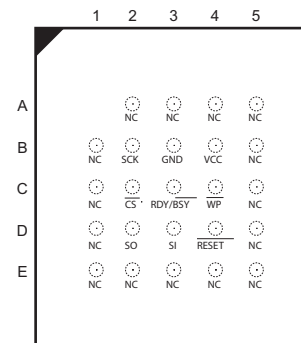 1 2 3 4 5
A
NC NC NC NC
B
NC SCK GND VCC NC
C
NC CS RDY/BSY WP NC
D
NC SO SI RESET NC
E
NC NC NC NC NC